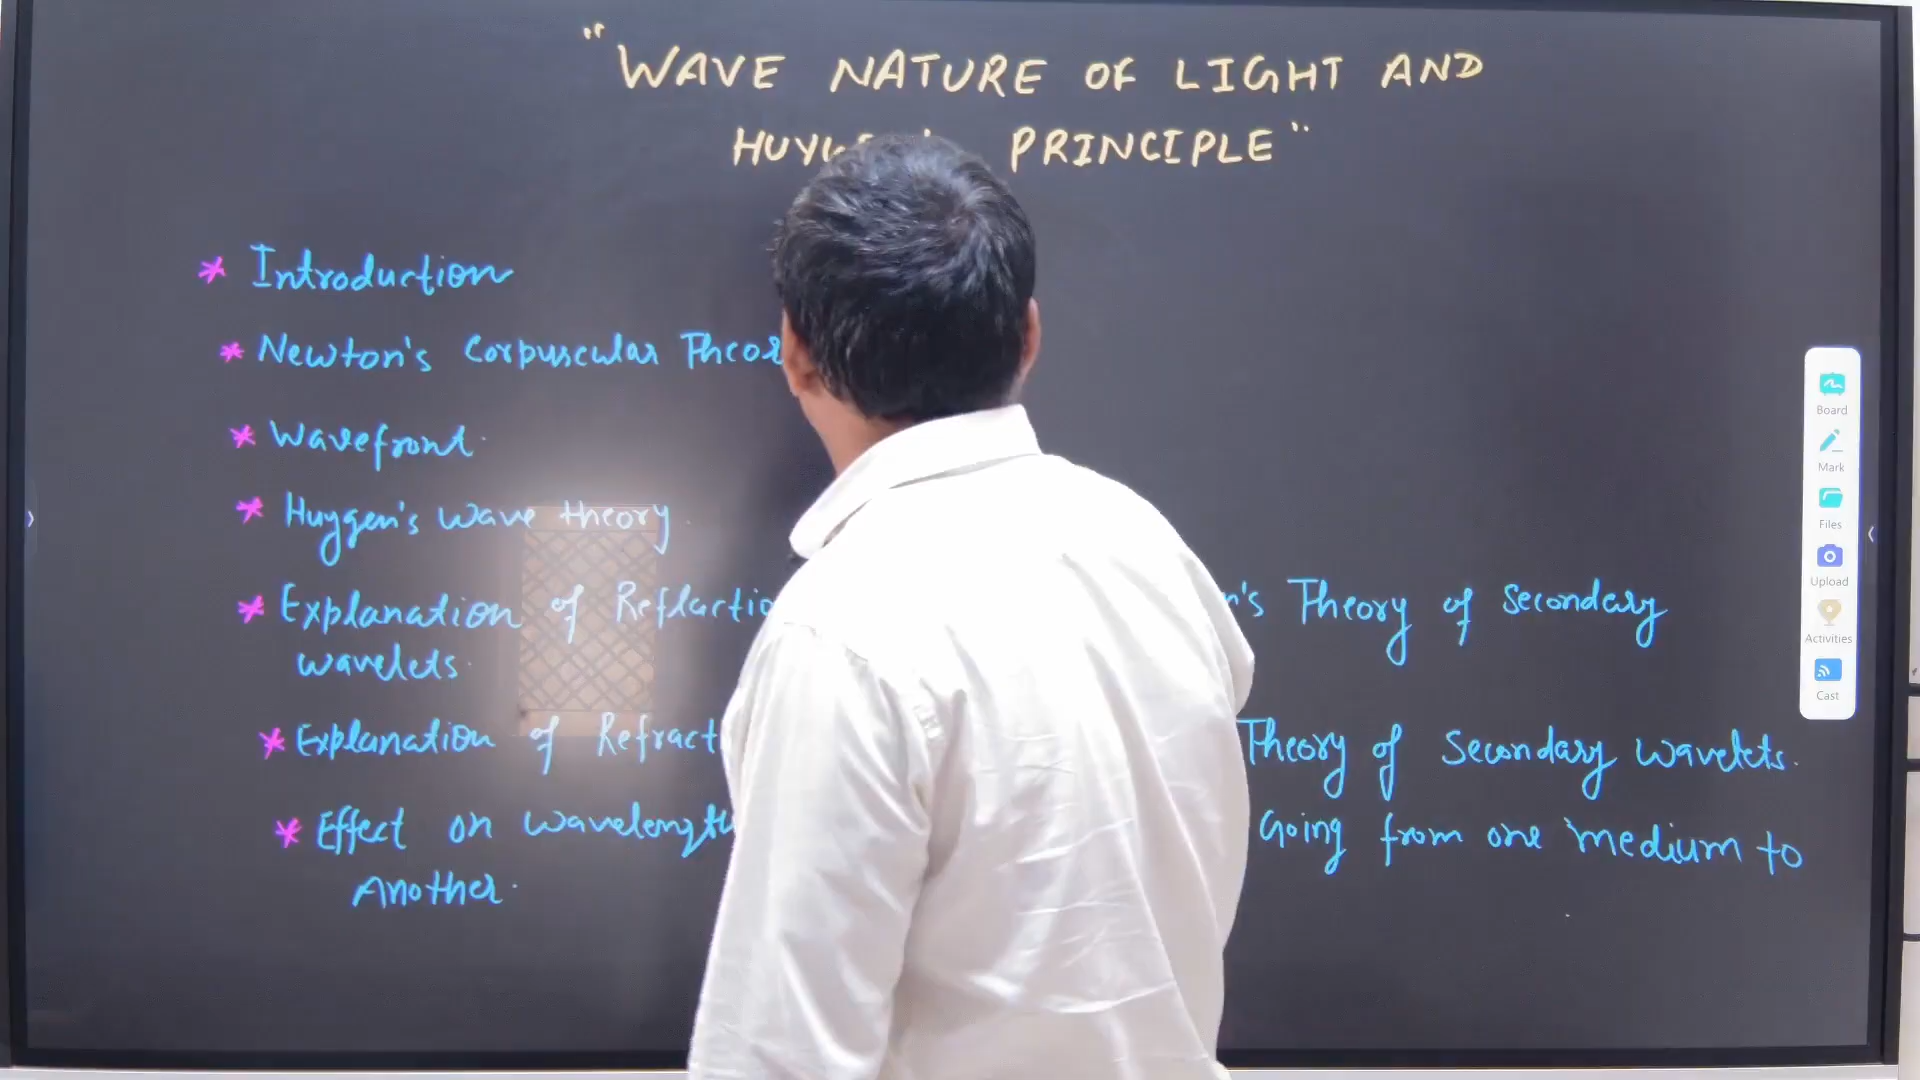 "WAVE NATURE OF LIGHT AND
PRINCIPLE"
* Introduction
* Newton's Corpuscular
* Wavefront.
* Huygen's wave theory.
* Explanation of Theory of Secondary
wavelets.
* Explanation of Theory of Secondary wavelets.
* Effect on wavelength Going from one medium to
Another.
Board
Mark
Files
Upload
Activities
Cast